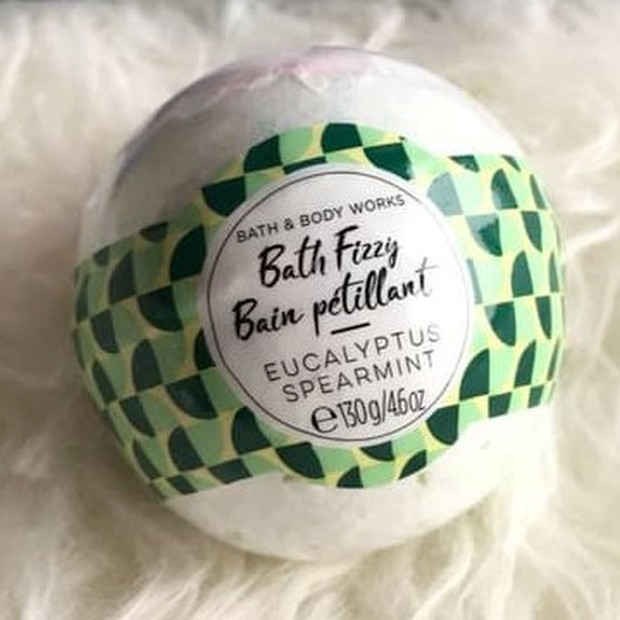 BATH & BODY WORKS
Bath Fizzy
Bain pétillant
EUCALYPTUS
SPEARMINT
℮130g/4.6oz